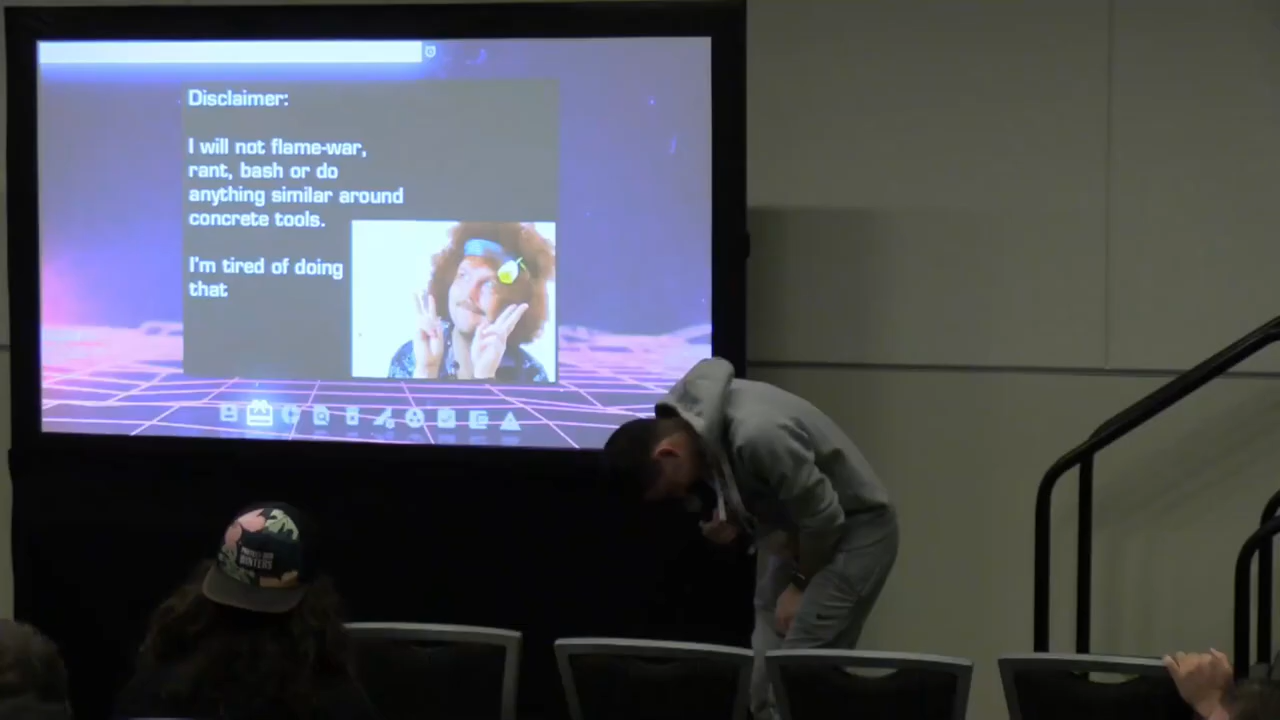 Disclaimer:
I will not flame-war,
rant, bash or do
anything similar around
concrete tools.
I'm tired of doing
that